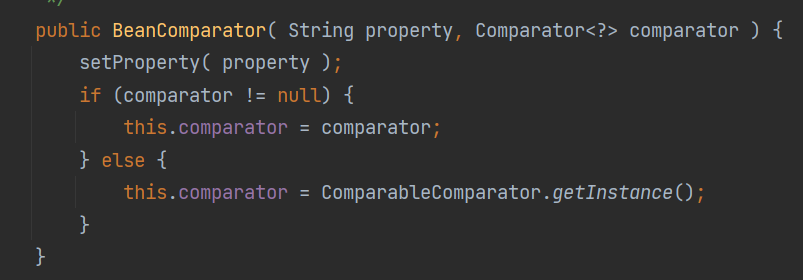 */
public BeanComparator( String property, Comparator<?> comparator ) {
setProperty( property );
if (comparator != null) {
this.comparator = comparator;
} else {
this.comparator = ComparableComparator.getInstance();
}
}